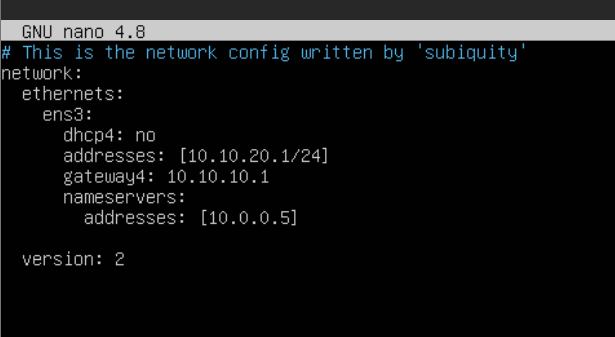 GNU nano 4.8
# This is the network config written by 'subiquity'
network:
  ethernets:
    ens3:
      dhcp4: no
      addresses: [10.10.20.1/24]
      gateway4: 10.10.10.1
      nameservers:
        addresses: [10.0.0.5]
  version: 2